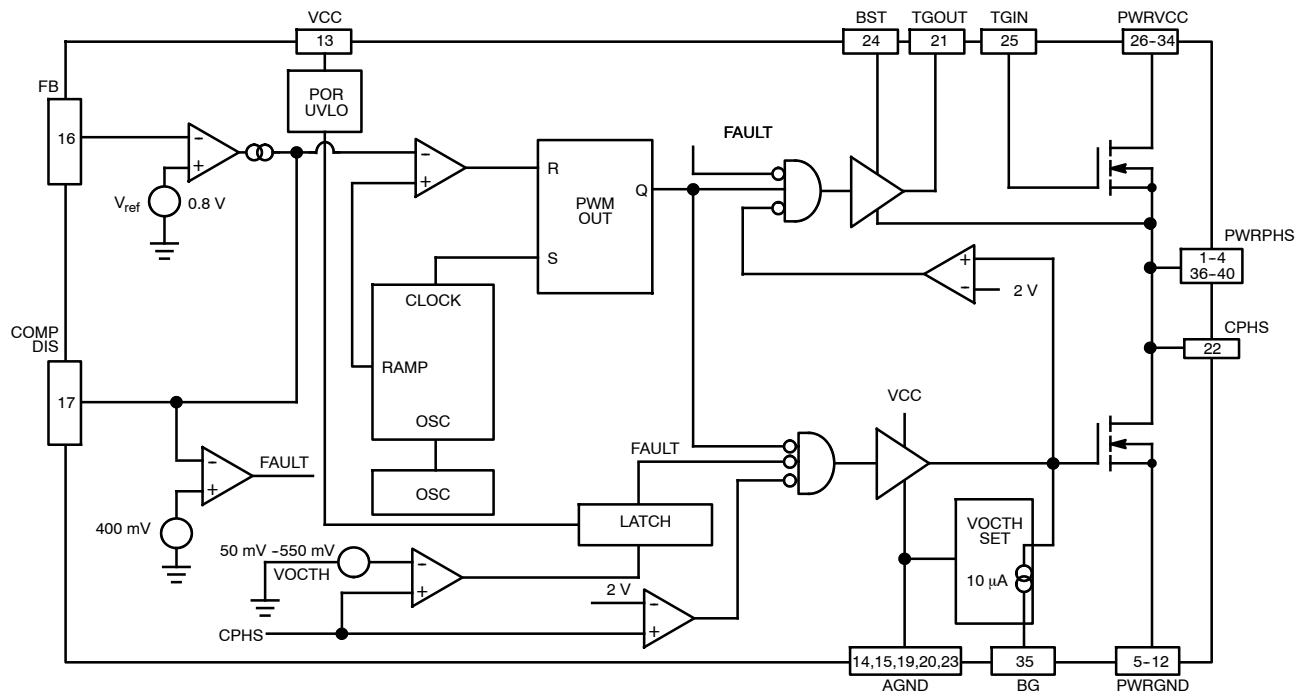 VCC
BST
TGOUT
TGIN
PWRVCC
13
24
21
25
26-34
FB
POR
UVLO
16
FAULT
-
+
-
+
R
Q
PWM
OUT
S
Vref
0.8 V
PWRPHS
1-4
36-40
+
-
2 V
CLOCK
RAMP
OSC
COMP
DIS
CPHS
22
17
VCC
FAULT
-
+
FAULT
OSC
LATCH
VOCTH
SET
400 mV
50 mV -550 mV
VOCTH
-
+
10 µA
2 V
-
+
CPHS
14,15,19,20,23
35
5-12
AGND
BG
PWRGND